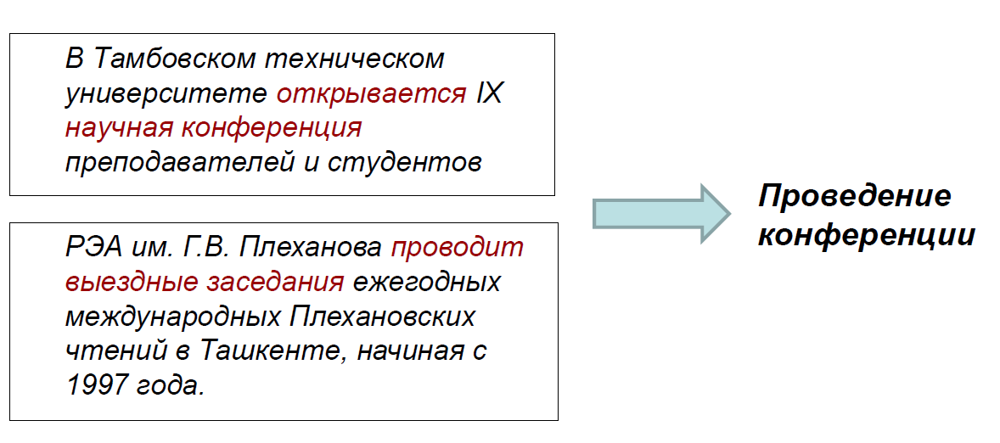 В Тамбовском техническом
университете открывается IX
научная конференция
преподавателей и студентов
РЭА им. Г.В. Плеханова проводит
выездные заседания ежегодных
международных Плехановских
чтений в Ташкенте, начиная с
1997 года.
Проведение
конференции